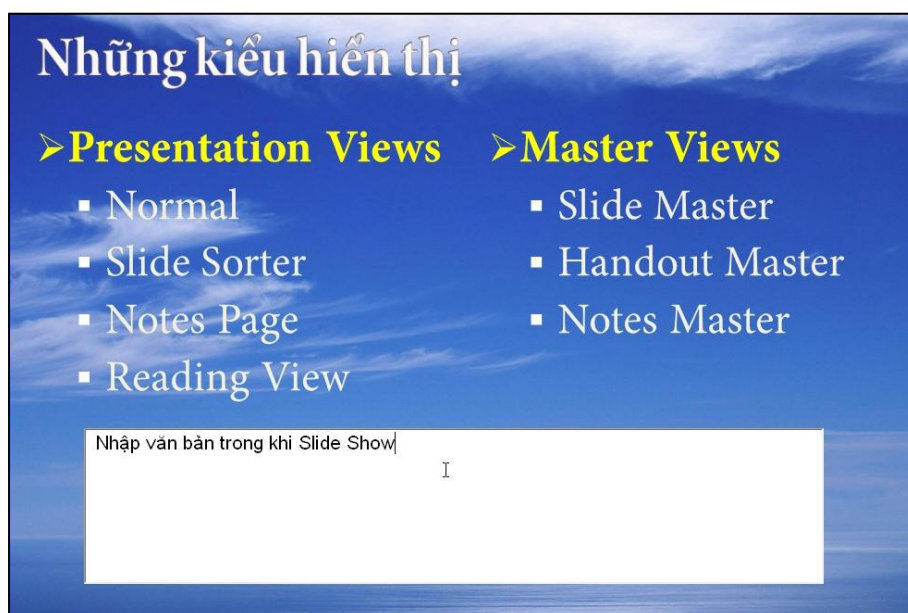 Những kiểu hiển thị
➢Presentation Views
▪ Normal
▪ Slide Sorter
▪ Notes Page
▪ Reading View
➢Master Views
▪ Slide Master
▪ Handout Master
▪ Notes Master
Nhập văn bản trong khi Slide Show